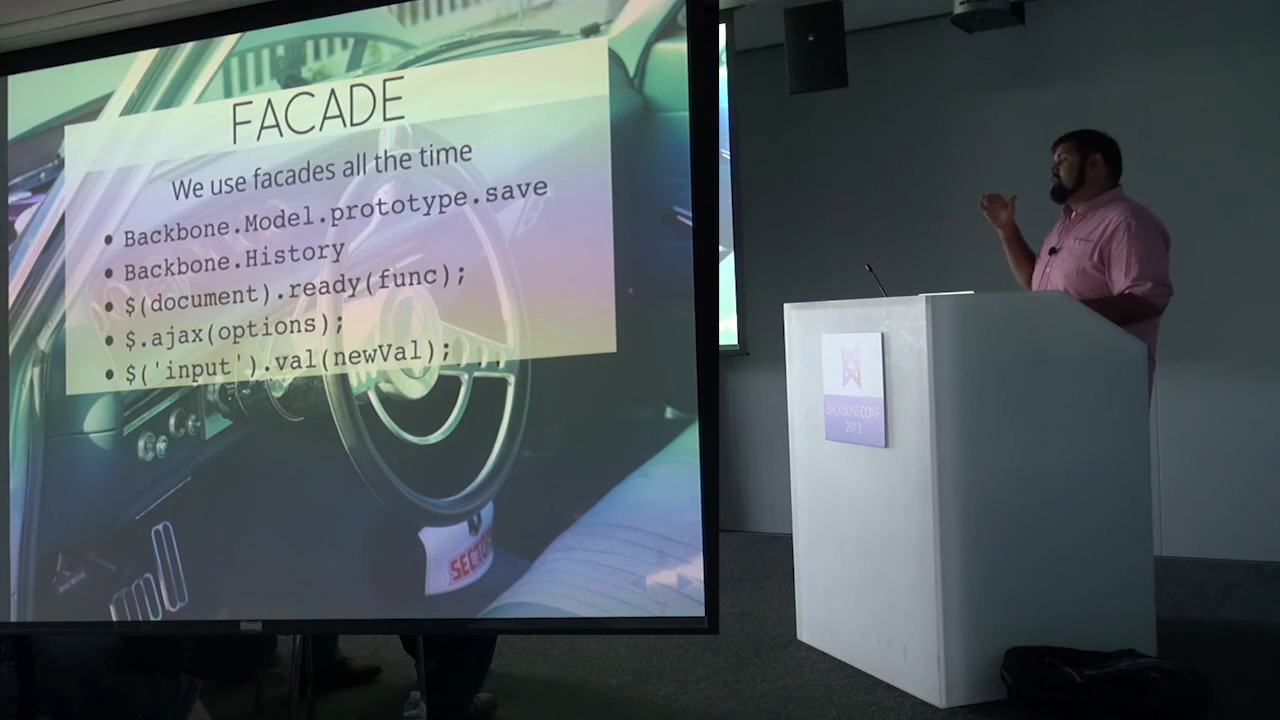 FACADE
We use facades all the time
• Backbone.Model.prototype.save
• Backbone.History
• $(document).ready(func);
• $.ajax(options);
• $('input').val(newVal);
SECTOR
BACKBONECONF
2013